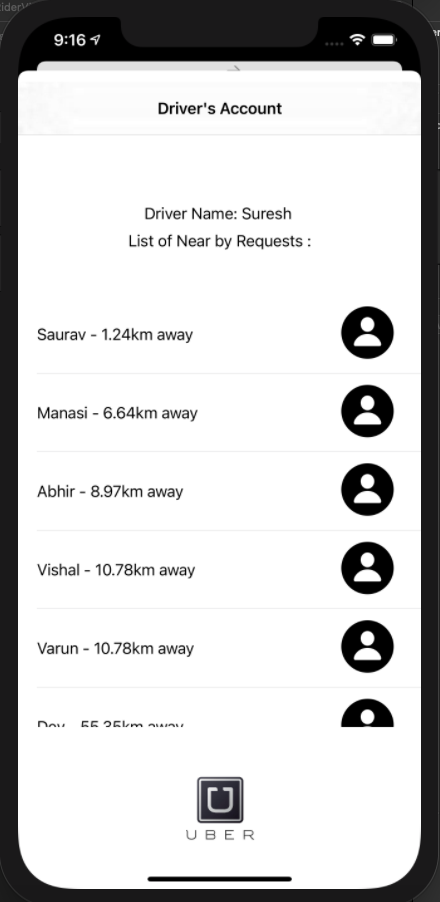 9:16
Driver's Account
Driver Name: Suresh
List of Near by Requests :
Saurav - 1.24km away
Manasi - 6.64km away
Abhir - 8.97km away
Vishal - 10.78km away
Varun - 10.78km away
Dev - 55.35km away
UBER